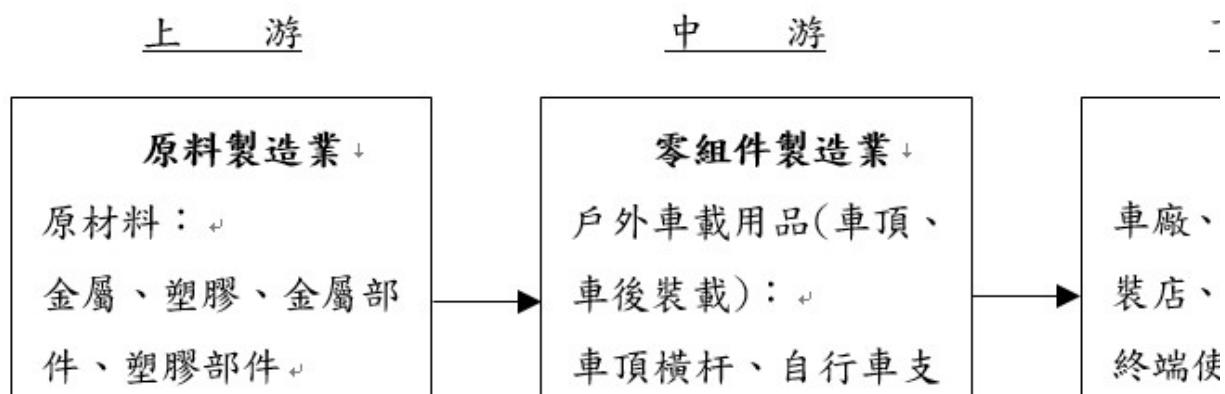 上 游
中 游
原料製造業
原材料：
金屬、塑膠、金屬部
件、塑膠部件
零組件製造業
戶外車載用品(車頂、
車後裝載)：
車頂橫杆、自行車支
車廠、
裝店、
終端使